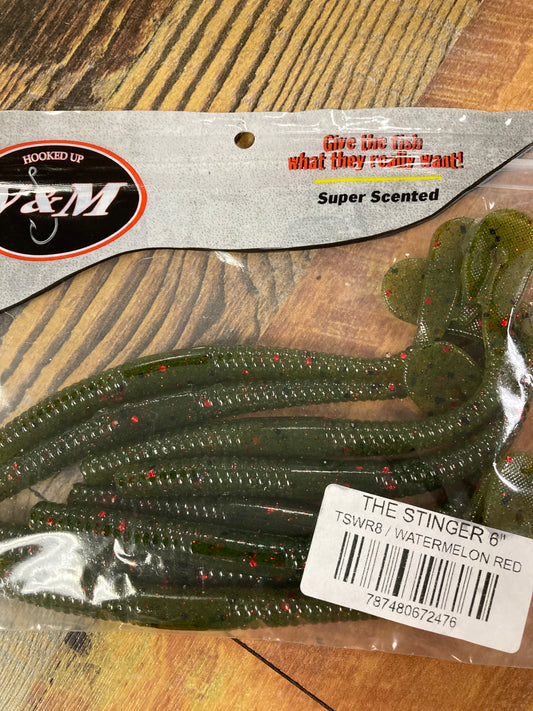 HOOKED UP
V&M
Give the fish
what they really want!
Super Scented
THE STINGER 6"
TSWR8 / WATERMELON RED
787480672476